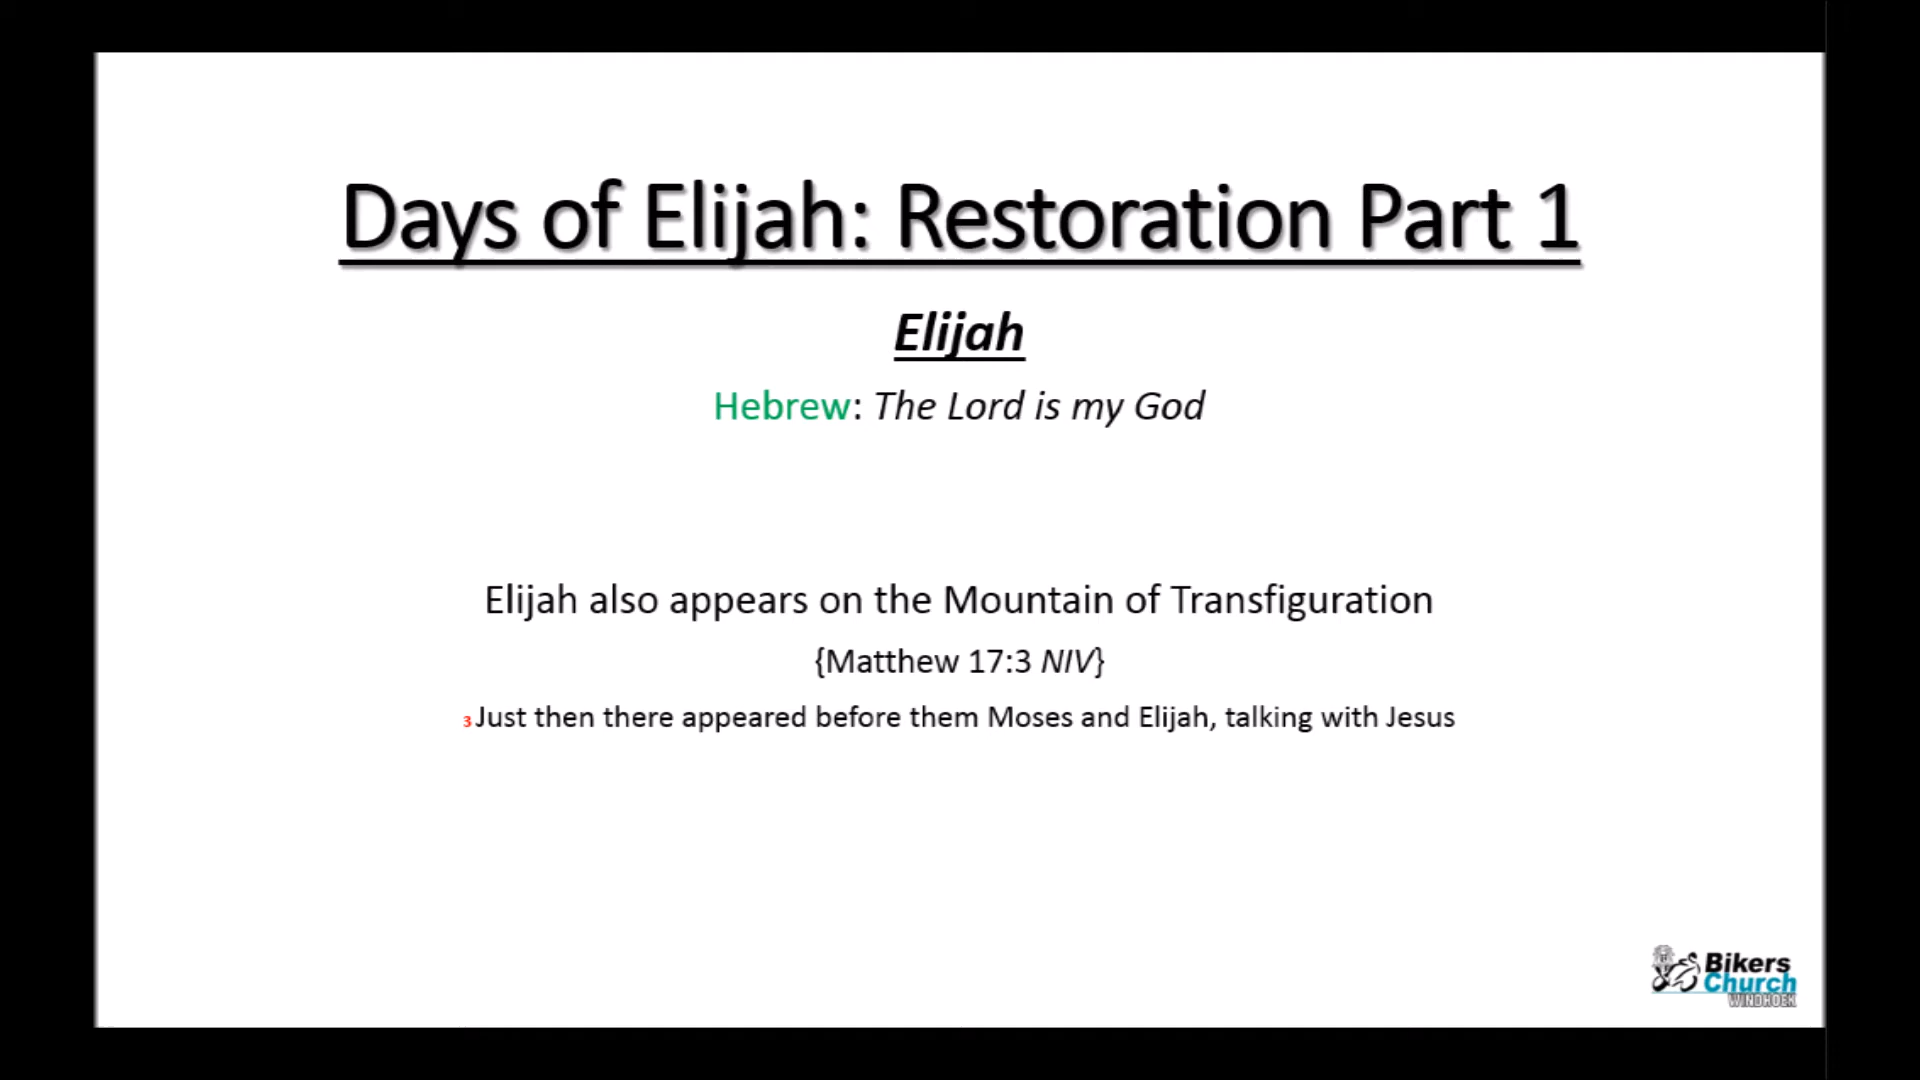 Days of Elijah: Restoration Part 1
Elijah
Hebrew: The Lord is my God
Elijah also appears on the Mountain of Transfiguration
{Matthew 17:3 NIV}
3 Just then there appeared before them Moses and Elijah, talking with Jesus
Bikers
Church
WINDHOEK